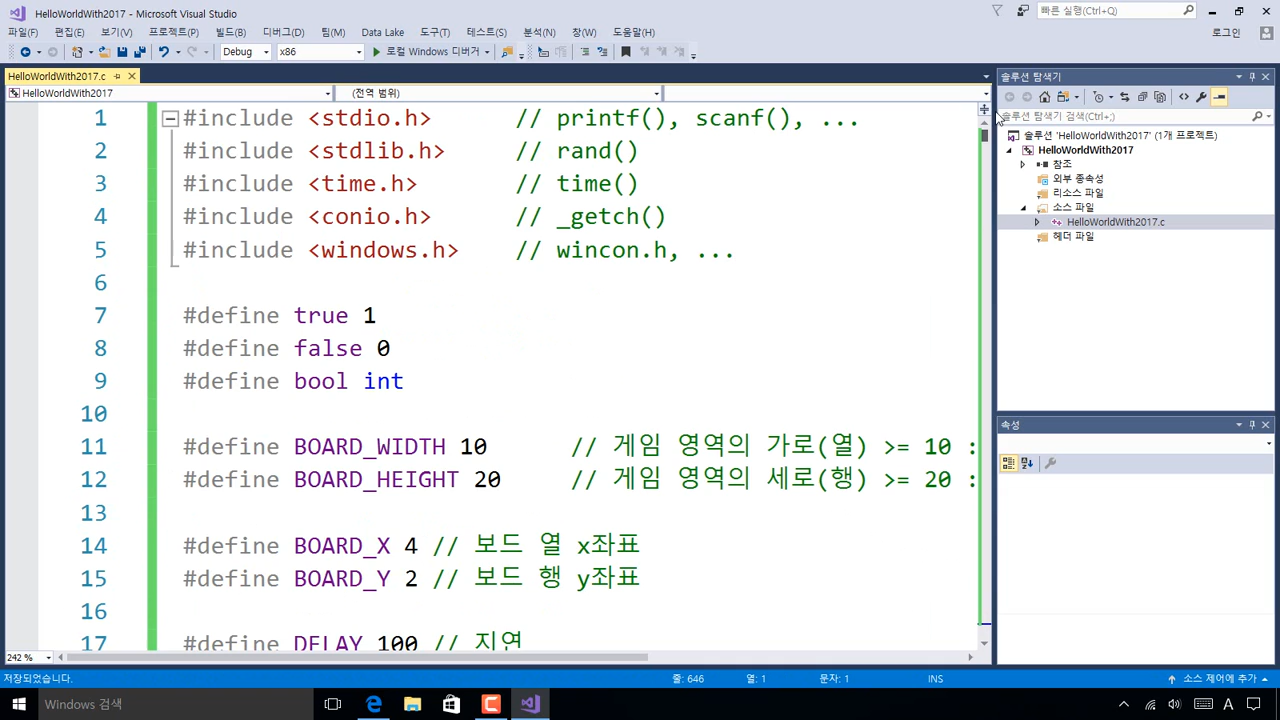 HelloWorldWith2017 - Microsoft Visual Studio
빠른 실행(Ctrl+Q)
파일(F) 편집(E) 보기(V) 프로젝트(P) 빌드(B) 디버그(D) 팀(M) Data Lake 도구(T) 테스트(S) 분석(N) 창(W) 도움말(H)
로그인
Debug x86 로컬 Windows 디버거
HelloWorldWith2017.c
HelloWorldWith2017 (전역 범위)
1 #include <stdio.h> // printf(), scanf(), ...
2 #include <stdlib.h> // rand()
3 #include <time.h> // time()
4 #include <conio.h> // _getch()
5 #include <windows.h> // wincon.h, ...
6
7 #define true 1
8 #define false 0
9 #define bool int
10
11 #define BOARD_WIDTH 10 // 게임 영역의 가로(열) >= 10 :
12 #define BOARD_HEIGHT 20 // 게임 영역의 세로(행) >= 20 :
13
14 #define BOARD_X 4 // 보드 열 x좌표
15 #define BOARD_Y 2 // 보드 행 y좌표
16
17 #define DELAY 100 // 지연
242 %
솔루션 탐색기
솔루션 탐색기 검색(Ctrl+;)
솔루션 'HelloWorldWith2017' (1개 프로젝트)
HelloWorldWith2017
참조
외부 종속성
리소스 파일
소스 파일
HelloWorldWith2017.c
헤더 파일
속성
저장되었습니다. 줄: 646 열: 1 문자: 1 INS 소스 제어에 추가
Windows 검색
A